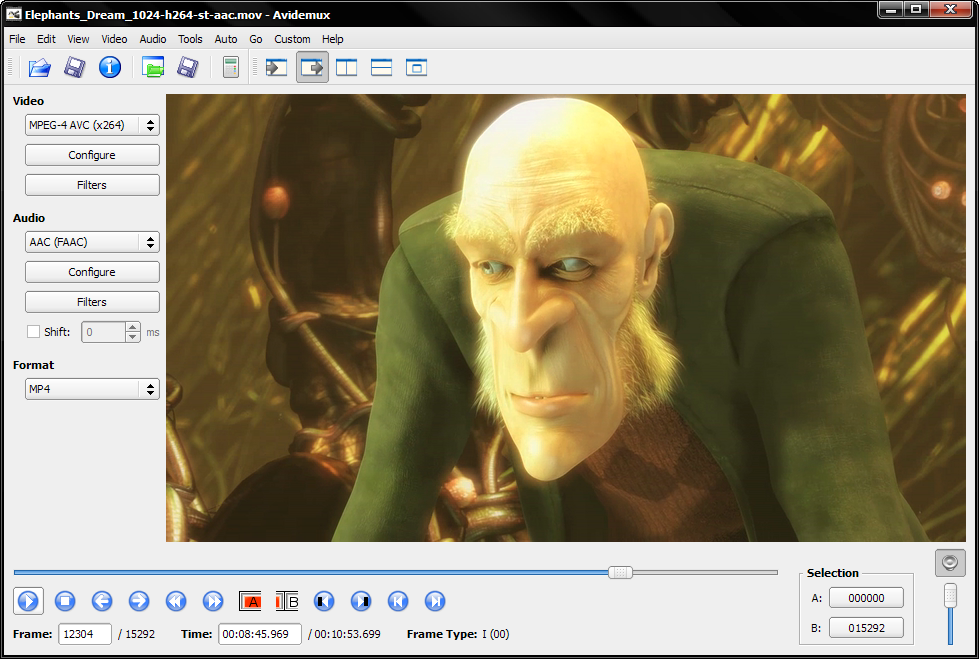 Elephants_Dream_1024-h264-st-aac.mov - Avidemux
File Edit View Video Audio Tools Auto Go Custom Help
Video
MPEG-4 AVC (x264)
Configure
Filters
Audio
AAC (FAAC)
Configure
Filters
Shift: 0 ms
Format
MP4
A B
Selection
A: 000000
B: 015292
Frame: 12304 / 15292 Time: 00:08:45.969 / 00:10:53.699 Frame Type: I (00)